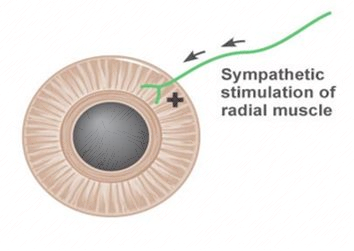 Sympathetic
stimulation of
radial muscle
+